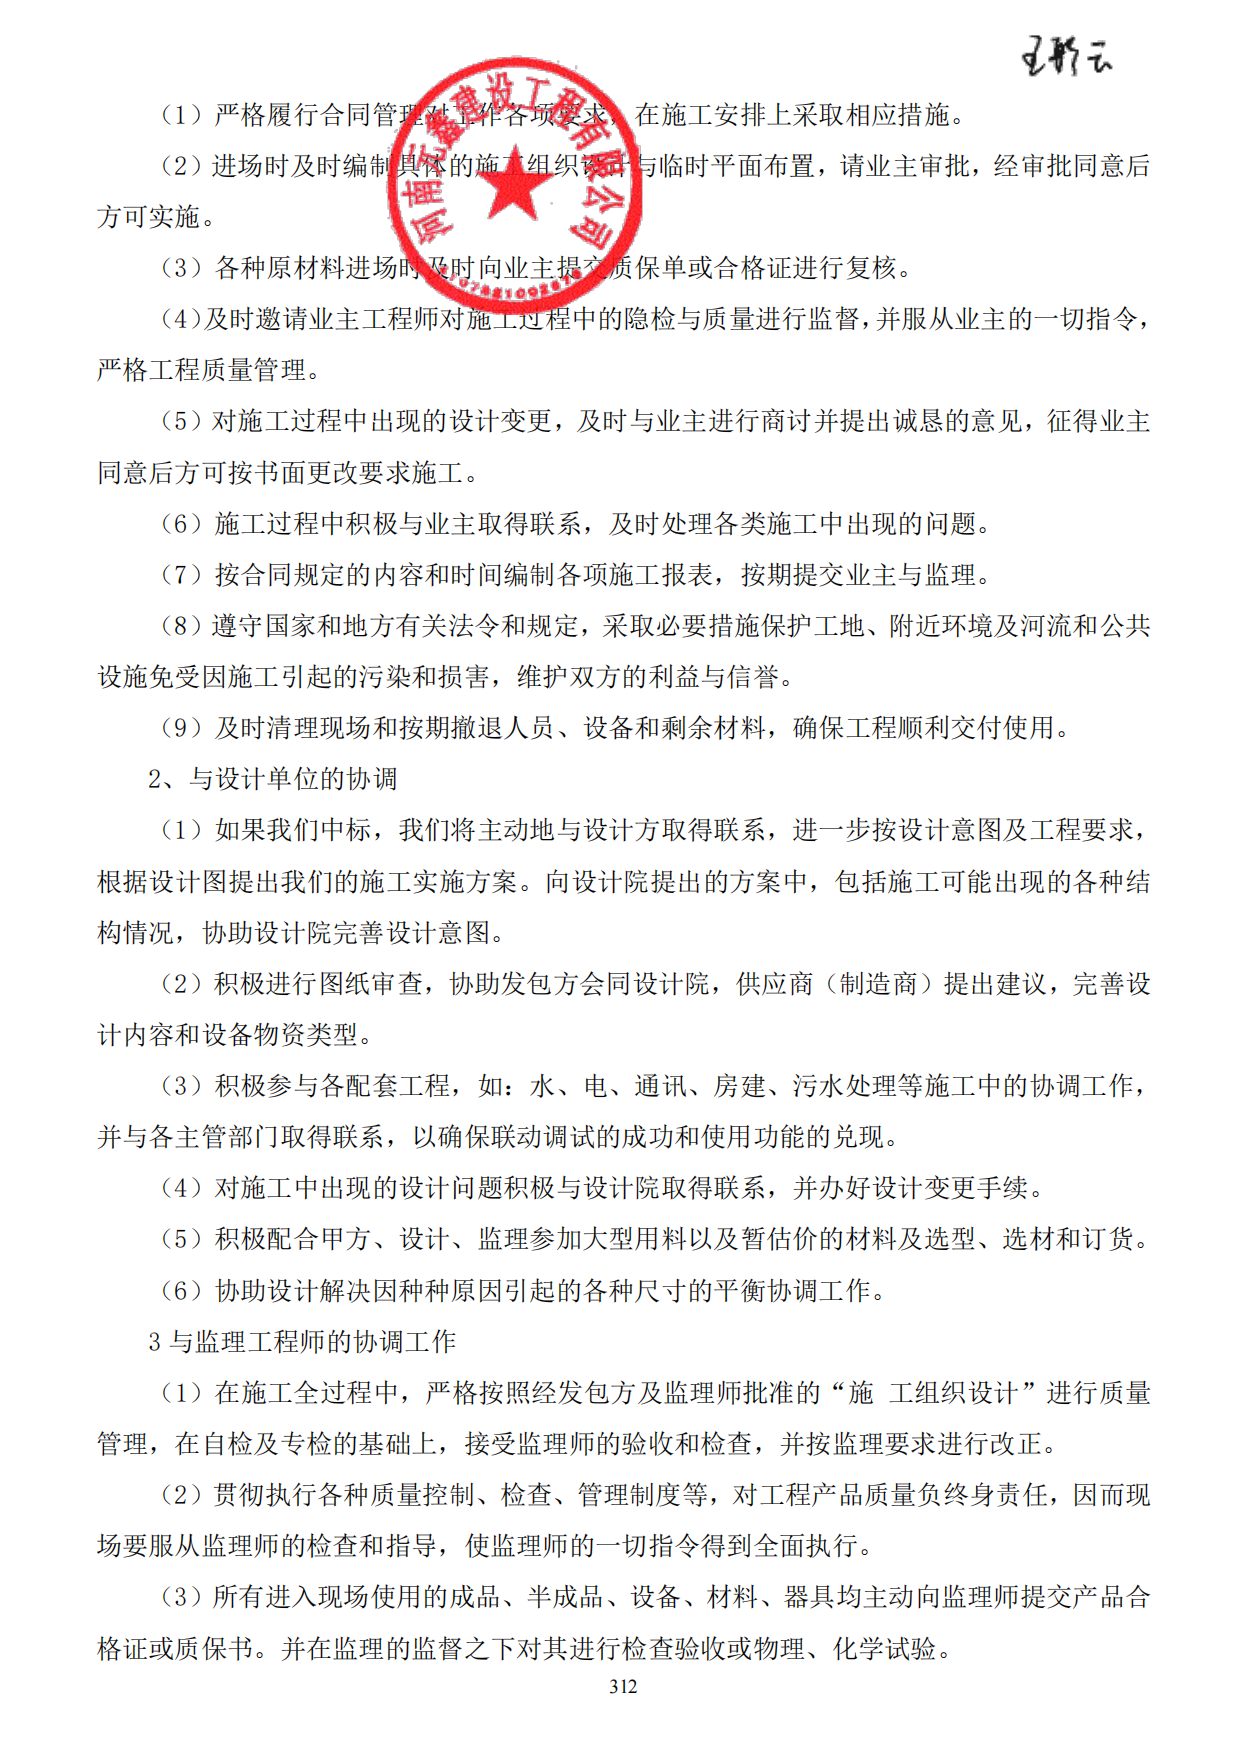 王彤云
（1）严格履行合同管理对工作各项要求，在施工安排上采取相应措施。
河南元鑫建设工程有限公司
（2）进场时及时编制具体的施工组织设计与临时平面布置，请业主审批，经审批同意后
方可实施。
（3）各种原材料进场时及时向业主提交质保单或合格证进行复核。
（4）及时邀请业主工程师对施工过程中的隐检与质量进行监督，并服从业主的一切指令，
严格工程质量管理。
（5）对施工过程中出现的设计变更，及时与业主进行商讨并提出诚恳的意见，征得业主
同意后方可按书面更改要求施工。
（6）施工过程中积极与业主取得联系，及时处理各类施工中出现的问题。
（7）按合同规定的内容和时间编制各项施工报表，按期提交业主与监理。
（8）遵守国家和地方有关法令和规定，采取必要措施保护工地、附近环境及河流和公共
设施免受因施工引起的污染和损害，维护双方的利益与信誉。
（9）及时清理现场和按期撤退人员、设备和剩余材料，确保工程顺利交付使用。
2、与设计单位的协调
（1）如果我们中标，我们将主动地与设计方取得联系，进一步按设计意图及工程要求，
根据设计图提出我们的施工实施方案。向设计院提出的方案中，包括施工可能出现的各种结
构情况，协助设计院完善设计意图。
（2）积极进行图纸审查，协助发包方会同设计院，供应商（制造商）提出建议，完善设
计内容和设备物资类型。
（3）积极参与各配套工程，如：水、电、通讯、房建、污水处理等施工中的协调工作，
并与各主管部门取得联系，以确保联动调试的成功和使用功能的兑现。
（4）对施工中出现的设计问题积极与设计院取得联系，并办好设计变更手续。
（5）积极配合甲方、设计、监理参加大型用料以及暂估价的材料及选型、选材和订货。
（6）协助设计解决因种种原因引起的各种尺寸的平衡协调工作。
3 与监理工程师的协调工作
（1）在施工全过程中，严格按照经发包方及监理师批准的“施 工组织设计”进行质量
管理，在自检及专检的基础上，接受监理师的验收和检查，并按监理要求进行改正。
（2）贯彻执行各种质量控制、检查、管理制度等，对工程产品质量负终身责任，因而现
场要服从监理师的检查和指导，使监理师的一切指令得到全面执行。
（3）所有进入现场使用的成品、半成品、设备、材料、器具均主动向监理师提交产品合
格证或质保书。并在监理的监督之下对其进行检查验收或物理、化学试验。
312